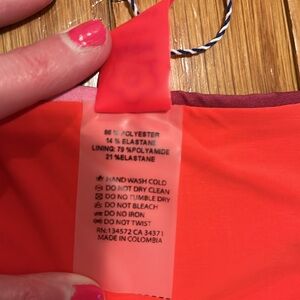 86 % POLYESTER
14 % ELASTANE
LINING: 79 %POLYAMIDE
21 %ELASTANE
HAND WASH COLD
DO NOT DRY CLEAN
DO NOT TUMBLE DRY
DO NOT BLEACH
DO NO IRON
DO NOT TWIST
RN:134572 CA 34371
MADE IN COLOMBIA